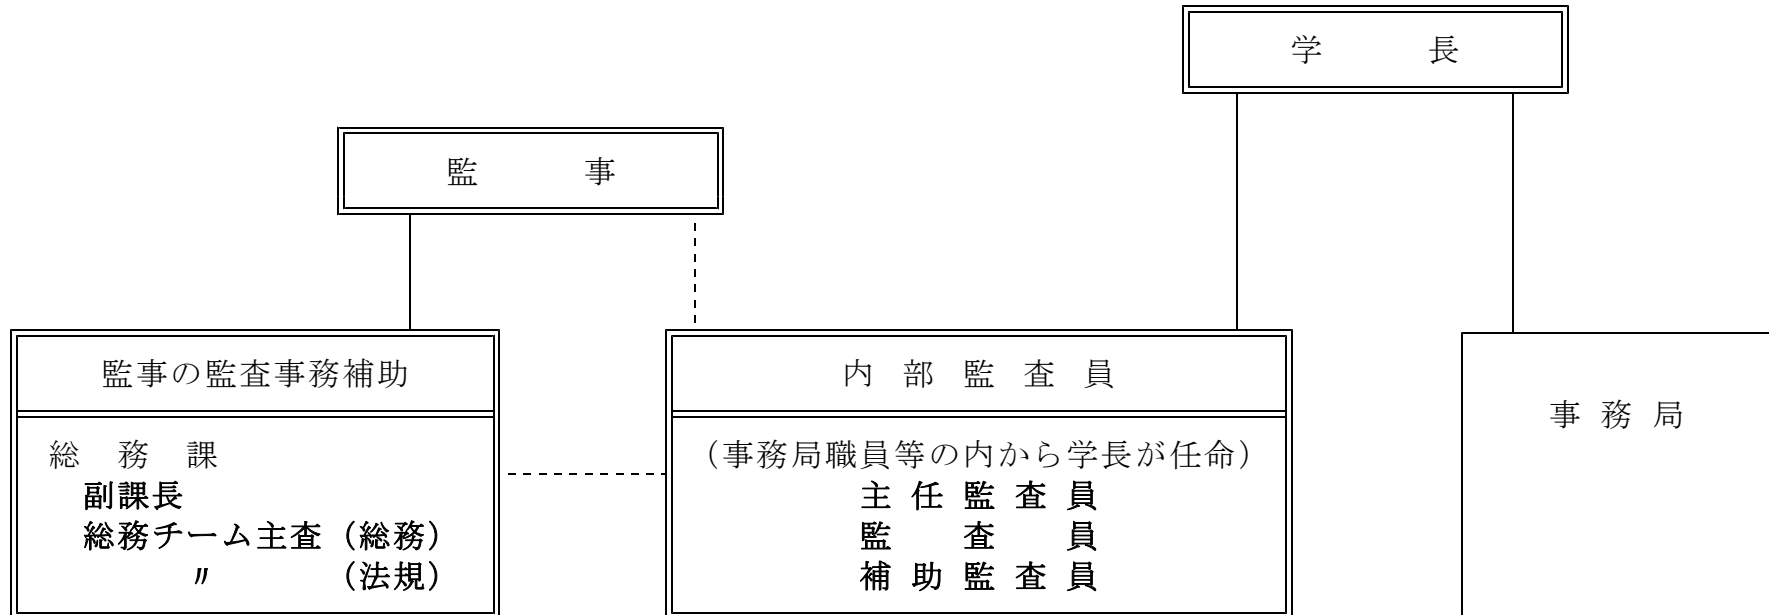 学　　　長
監　　　事
監事の監査事務補助
総　務　課
副課長
総務チーム主査（総務）
〃　　　　（法規）
内　部　監　査　員
（事務局職員等の内から学長が任命）
主 任 監 査 員
監　　査　　員
補 助 監 査 員
事 務 局